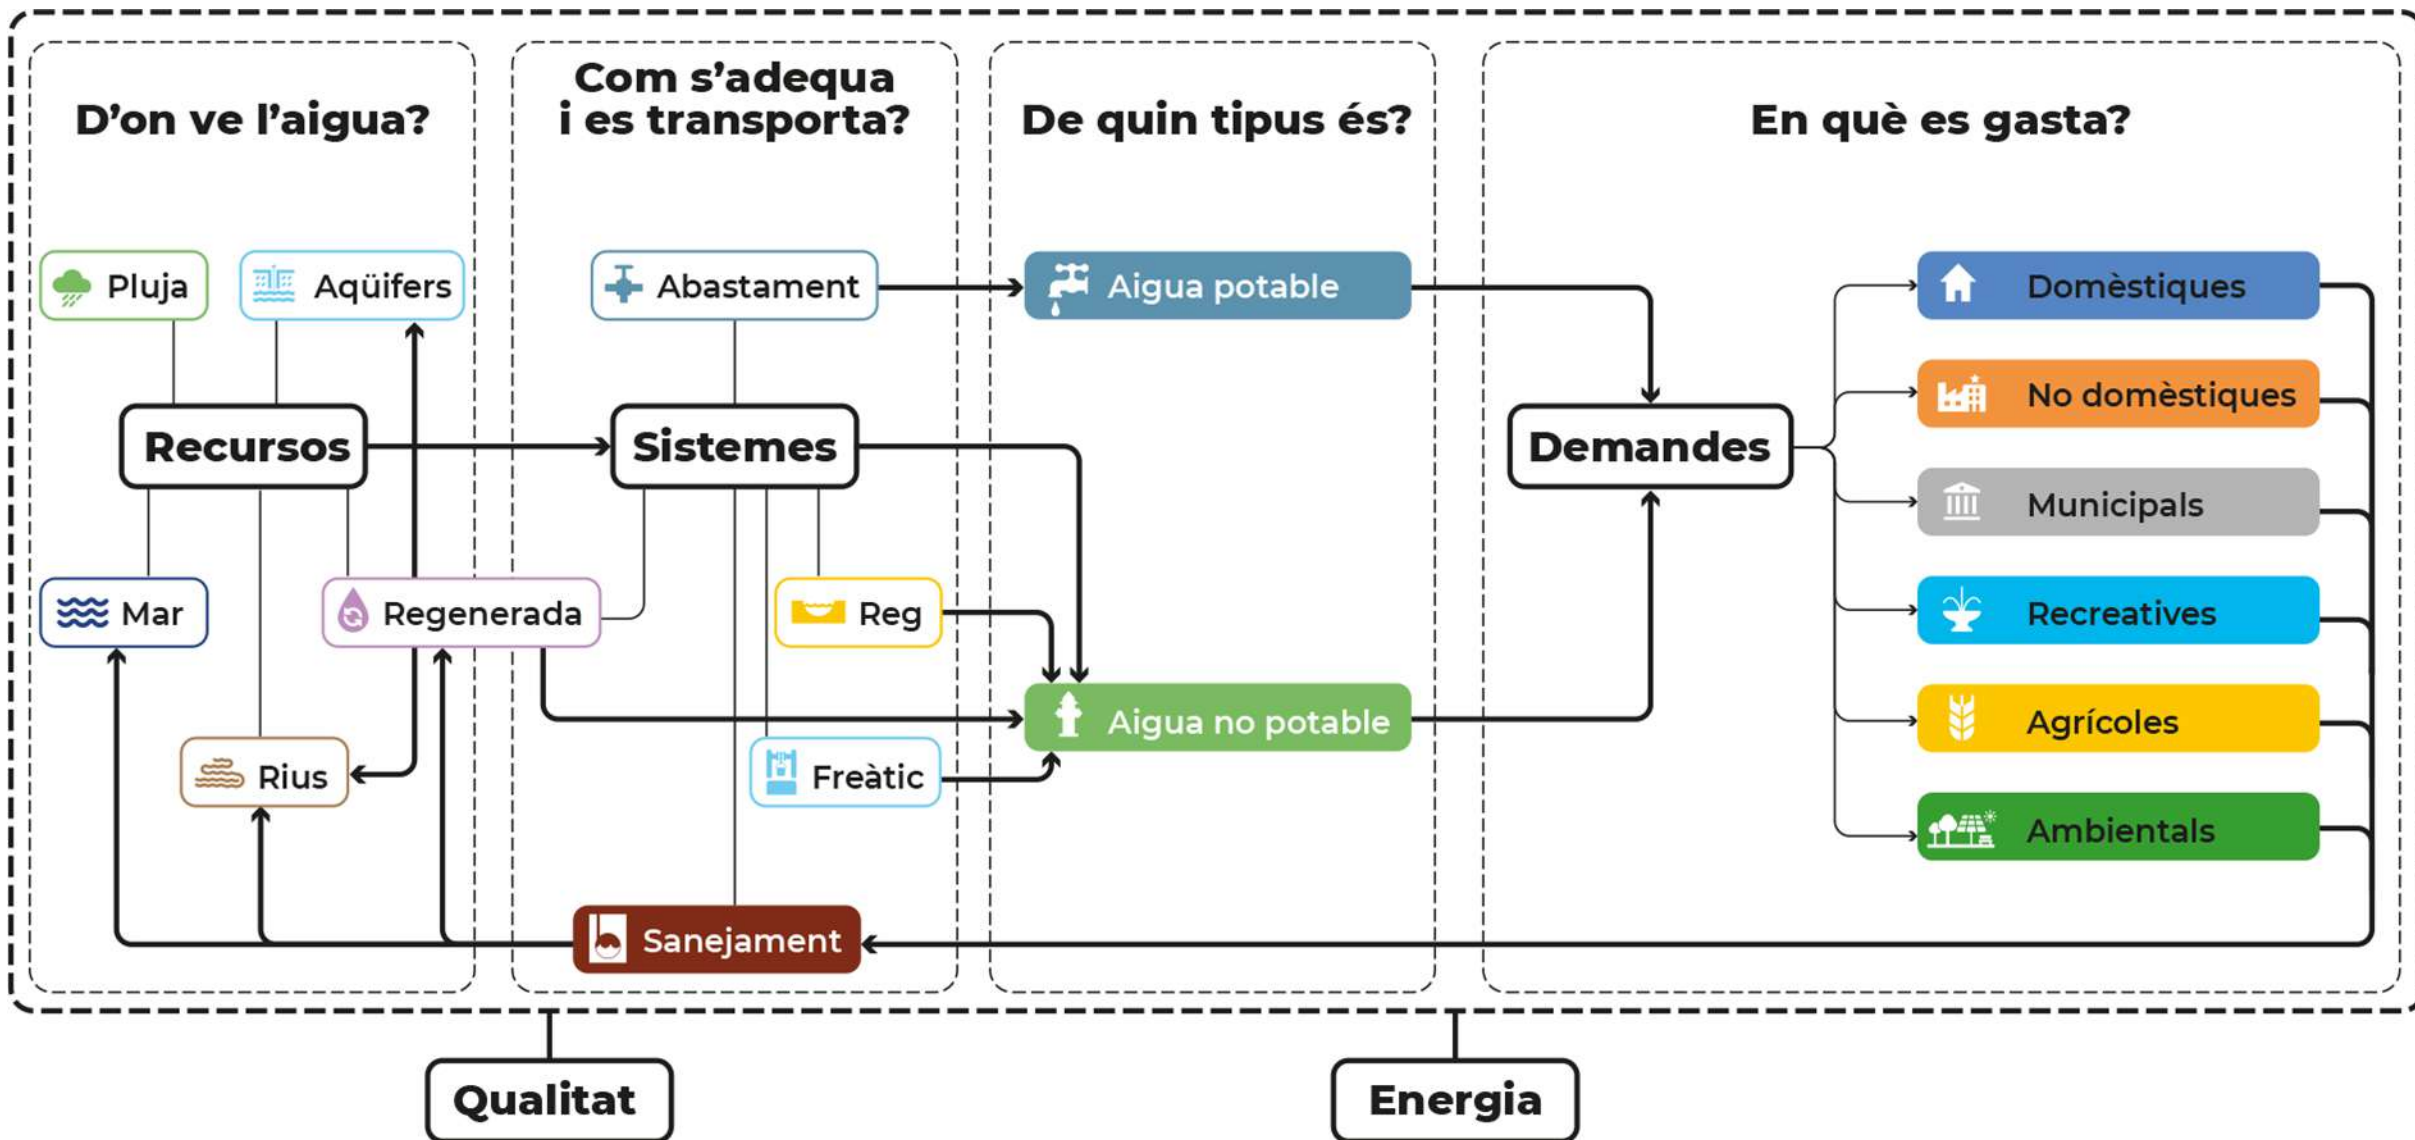 D'on ve l'aigua?
Com s'adequa
i es transporta?
De quin tipus és?
En què es gasta?
Pluja
Aqüifers
Abastament
Aigua potable
Domèstiques
No domèstiques
Recursos
Sistemes
Demandes
Municipals
Mar
Regenerada
Reg
Recreatives
Aigua no potable
Agrícoles
Rius
Freàtic
Ambientals
Sanejament
Qualitat
Energia